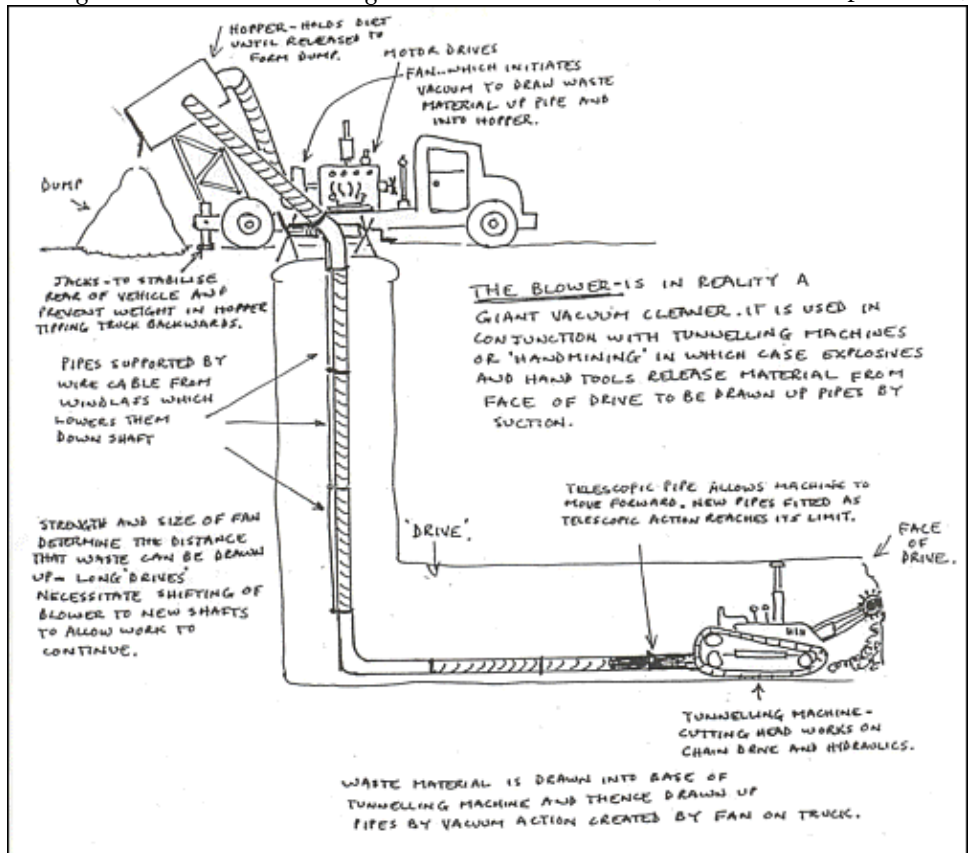 HOPPER-HOLDS DIRT
UNTIL RELEASED TO
FORM DUMP.
MOTOR DRIVES
FAN..WHICH INITIATES
VACUUM TO DRAW WASTE
MATERIAL UP PIPE AND
INTO HOPPER.
DUMP
JACKS-TO STABILISE
REAR OF VEHICLE AND
PREVENT WEIGHT IN HOPPER
TIPPING TRUCK BACKWARDS.
THE BLOWER-IS IN REALITY A
GIANT VACUUM CLEANER. IT IS USED IN
CONJUNCTION WITH TUNNELLING MACHINES
OR 'HANDMINING' IN WHICH CASE EXPLOSIVES
AND HAND TOOLS RELEASE MATERIAL FROM
FACE OF DRIVE TO BE DRAWN UP PIPES BY
SUCTION.
PIPES SUPPORTED BY
WIRE CABLE FROM
WINDLASS WHICH
LOWERS THEM
DOWN SHAFT
TELESCOPIC PIPE ALLOWS MACHINE TO
MOVE FORWARD. NEW PIPES FITTED AS
TELESCOPIC ACTION REACHES ITS LIMIT.
STRENGTH AND SIZE OF FAN
DETERMINE THE DISTANCE
THAT WASTE CAN BE DRAWN
UP- LONG 'DRIVES'
NECESSITATE SHIFTING OF
BLOWER TO NEW SHAFTS
TO ALLOW WORK TO
CONTINUE.
'DRIVE'.
FACE
OF
DRIVE.
TUNNELLING MACHINE-
CUTTING HEAD WORKS ON
CHAIN DRIVE AND HYDRAULICS.
WASTE MATERIAL IS DRAWN INTO BASE OF
TUNNELLING MACHINE AND THENCE DRAWN UP
PIPES BY VACUUM ACTION CREATED BY FAN ON TRUCK.